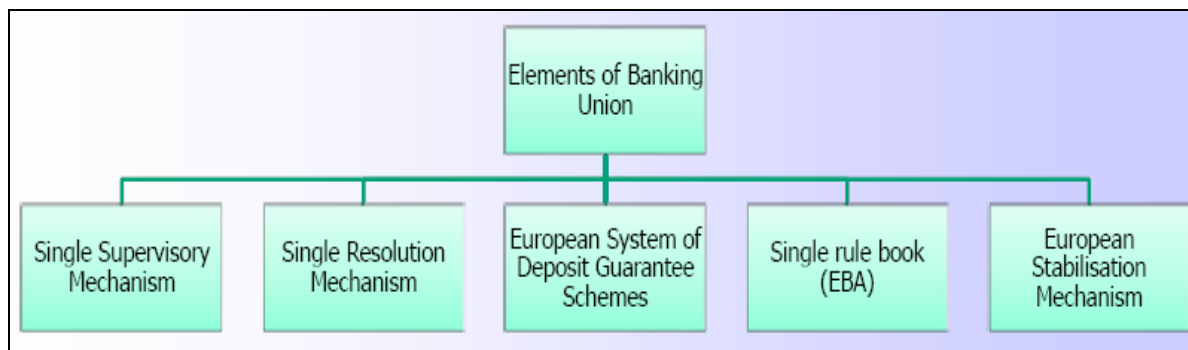 Elements of Banking
Union
Single Supervisory
Mechanism
Single Resolution
Mechanism
European System of
Deposit Guarantee
Schemes
Single rule book
(EBA)
European
Stabilisation
Mechanism